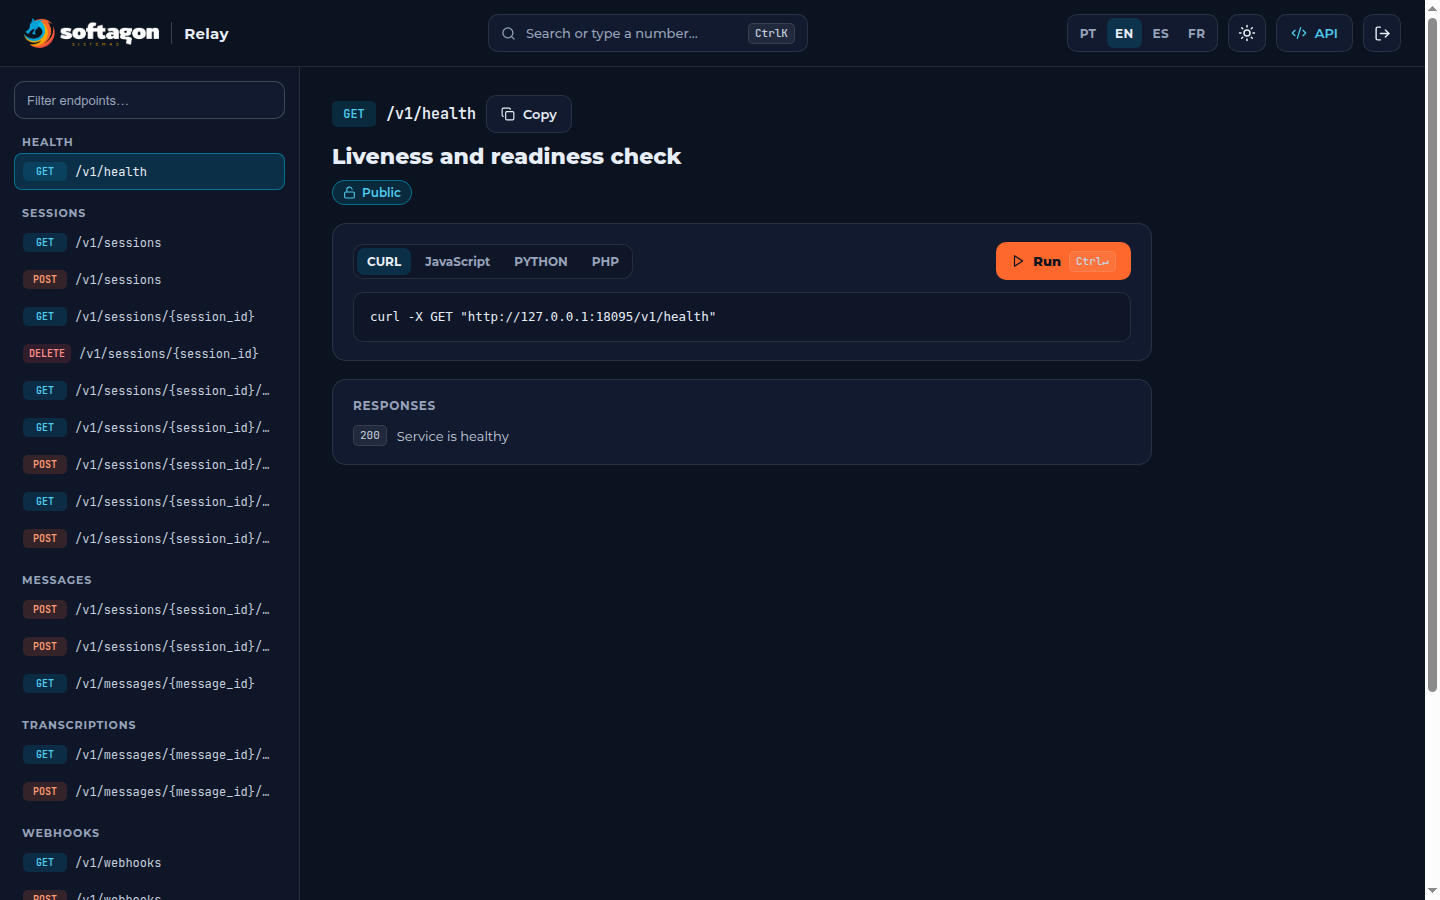 softagon
SISTEMAS
Relay
Search or type a number...
CtrlK
PT
EN
ES
FR
API
Filter endpoints...
HEALTH
GET /v1/health
SESSIONS
GET /v1/sessions
POST /v1/sessions
GET /v1/sessions/{session_id}
DELETE /v1/sessions/{session_id}
GET /v1/sessions/{session_id}/…
GET /v1/sessions/{session_id}/…
POST /v1/sessions/{session_id}/…
GET /v1/sessions/{session_id}/…
POST /v1/sessions/{session_id}/…
MESSAGES
POST /v1/sessions/{session_id}/…
POST /v1/sessions/{session_id}/…
GET /v1/messages/{message_id}
TRANSCRIPTIONS
GET /v1/messages/{message_id}/…
POST /v1/messages/{message_id}/…
WEBHOOKS
GET /v1/webhooks
POST /v1/webhooks
GET /v1/health
Copy
Liveness and readiness check
Public
CURL
JavaScript
PYTHON
PHP
Run
Ctrl↵
curl -X GET "http://127.0.0.1:18095/v1/health"
RESPONSES
200 Service is healthy